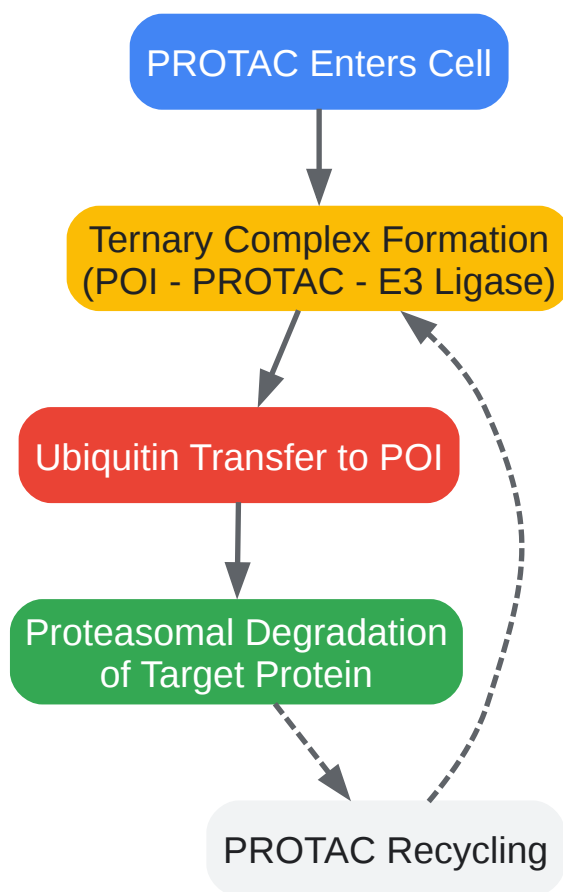 PROTAC Enters Cell
Ternary Complex Formation
(POI - PROTAC - E3 Ligase)
Ubiquitin Transfer to POI
Proteasomal Degradation
of Target Protein
PROTAC Recycling